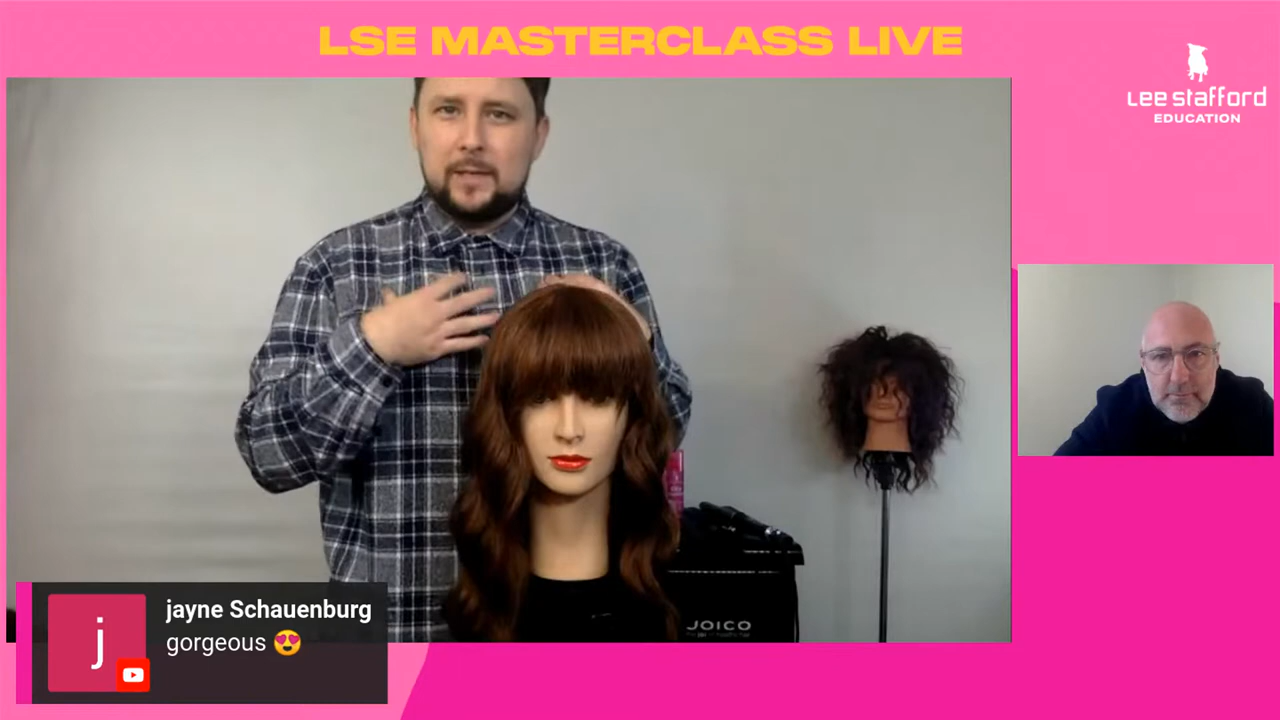 LSE MASTERCLASS LIVE
Lee Stafford
EDUCATION
JOICO
j
jayne Schauenburg
gorgeous 😍